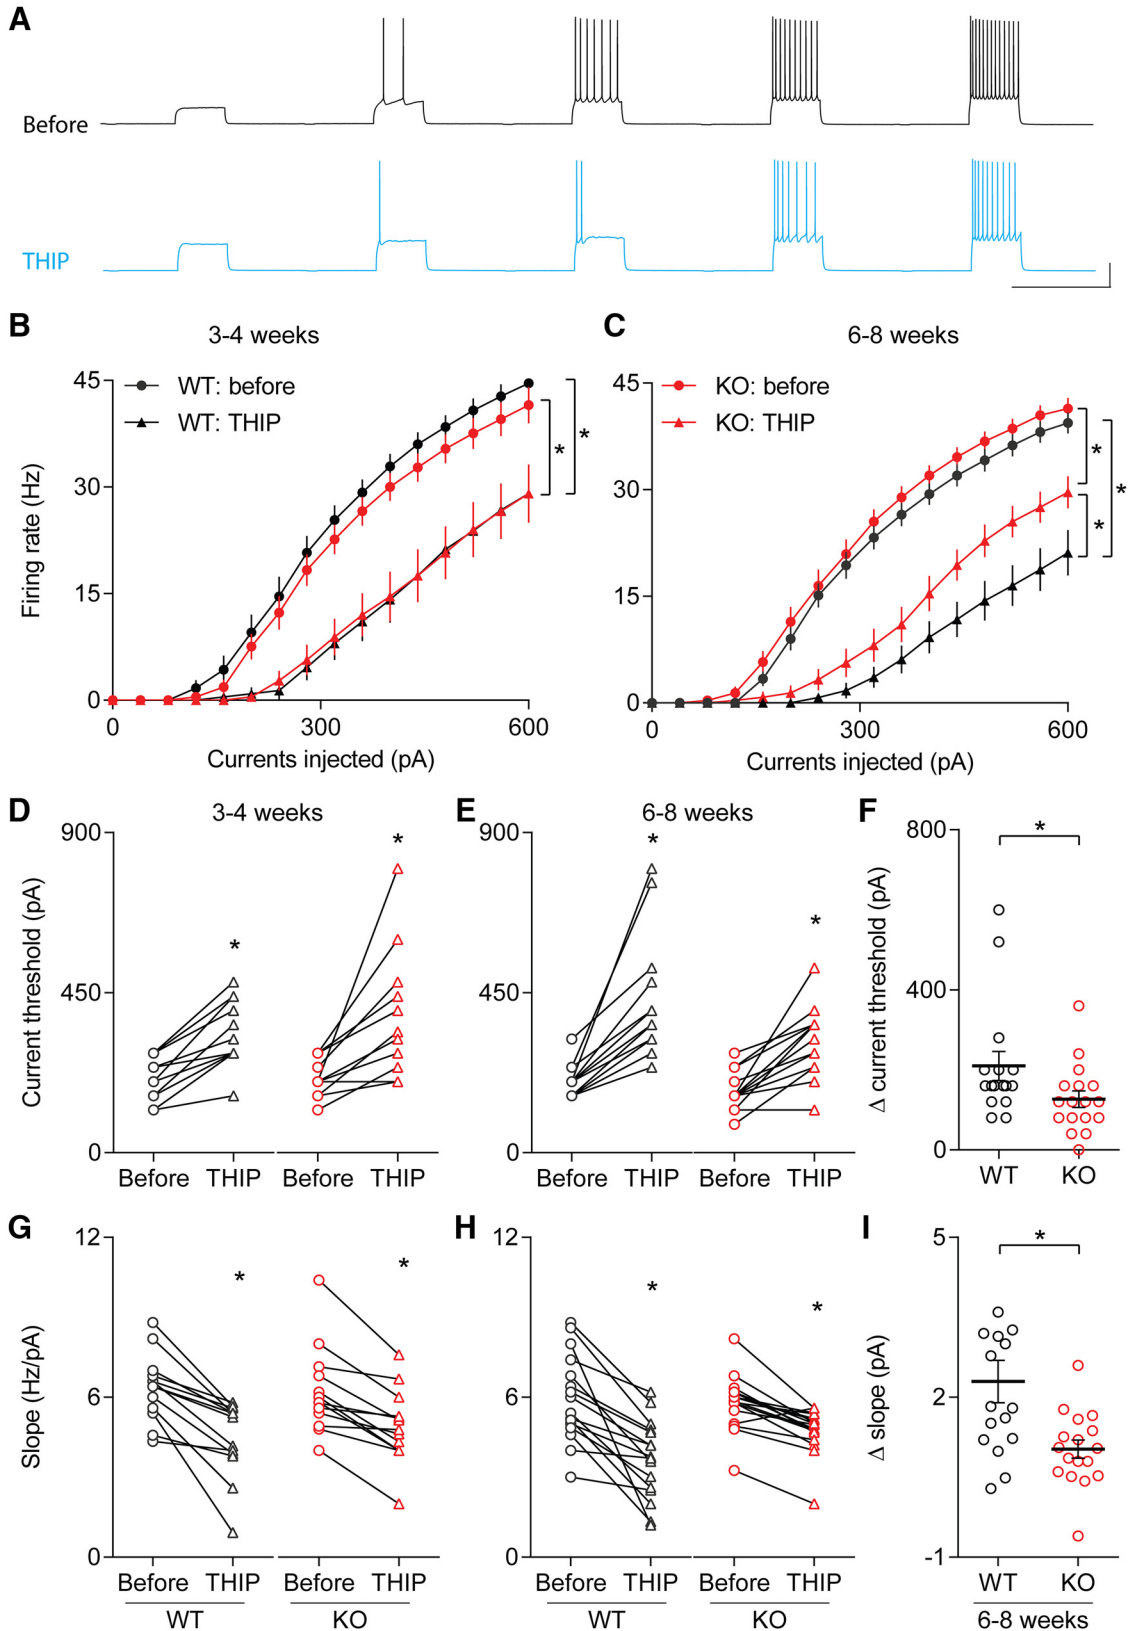 A
Before
THIP
B
3-4 weeks
C
6-8 weeks
45
WT: before
WT: THIP
30
15
0
Firing rate (Hz)
*
*
0
300
600
Currents injected (pA)
45
KO: before
KO: THIP
30
15
0
*
*
*
0
300
600
Currents injected (pA)
D
3-4 weeks
E
6-8 weeks
F
900
450
0
Current threshold (pA)
*
*
Before
THIP
Before
THIP
900
450
0
*
*
Before
THIP
Before
THIP
800
400
0
Δ current threshold (pA)
*
WT
KO
G
H
I
12
6
0
Slope (Hz/pA)
*
*
Before
THIP
Before
THIP
WT
KO
12
6
0
*
*
Before
THIP
Before
THIP
WT
KO
5
2
-1
Δ slope (pA)
*
WT
KO
6-8 weeks